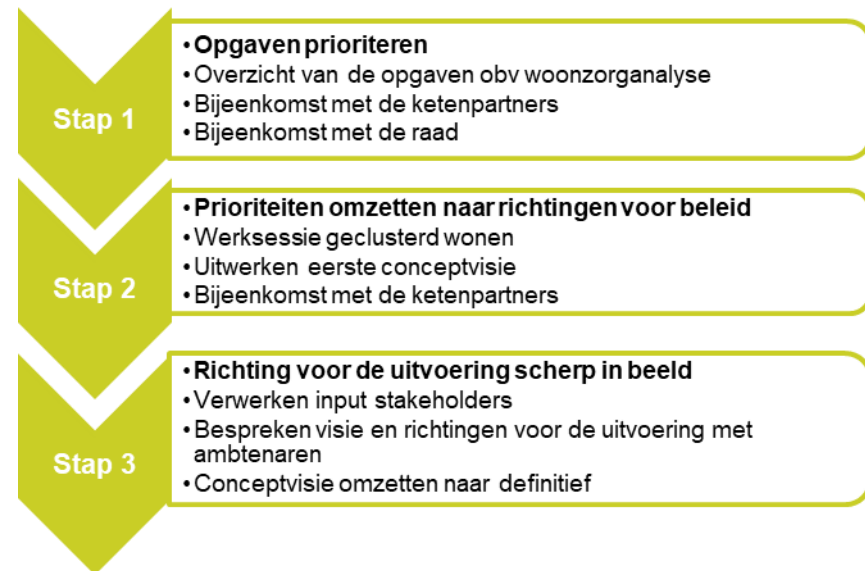 Stap 1
• Opgaven prioriteren
• Overzicht van de opgaven obv woonzorganalyse
• Bijeenkomst met de ketenpartners
• Bijeenkomst met de raad
Stap 2
• Prioriteiten omzetten naar richtingen voor beleid
• Werksessie geclusterd wonen
• Uitwerken eerste conceptvisie
• Bijeenkomst met de ketenpartners
Stap 3
• Richting voor de uitvoering scherp in beeld
• Verwerken input stakeholders
• Bespreken visie en richtingen voor de uitvoering met
ambtenaren
• Conceptvisie omzetten naar definitief